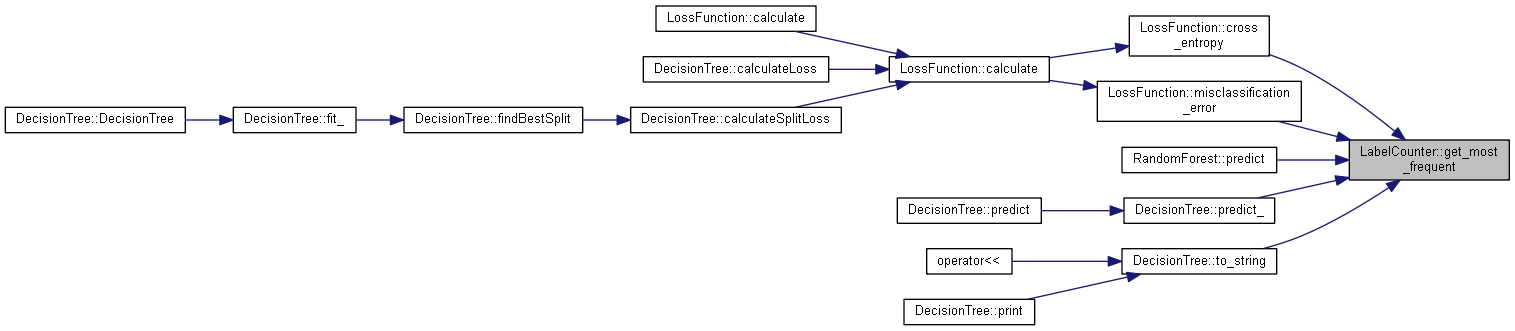 LossFunction::calculate
DecisionTree::calculateLoss
DecisionTree::DecisionTree
DecisionTree::fit_
DecisionTree::findBestSplit
DecisionTree::calculateSplitLoss
LossFunction::calculate
LossFunction::cross
_entropy
LossFunction::misclassification
_error
RandomForest::predict
DecisionTree::predict
DecisionTree::predict_
operator<<
DecisionTree::to_string
DecisionTree::print
LabelCounter::get_most
_frequent